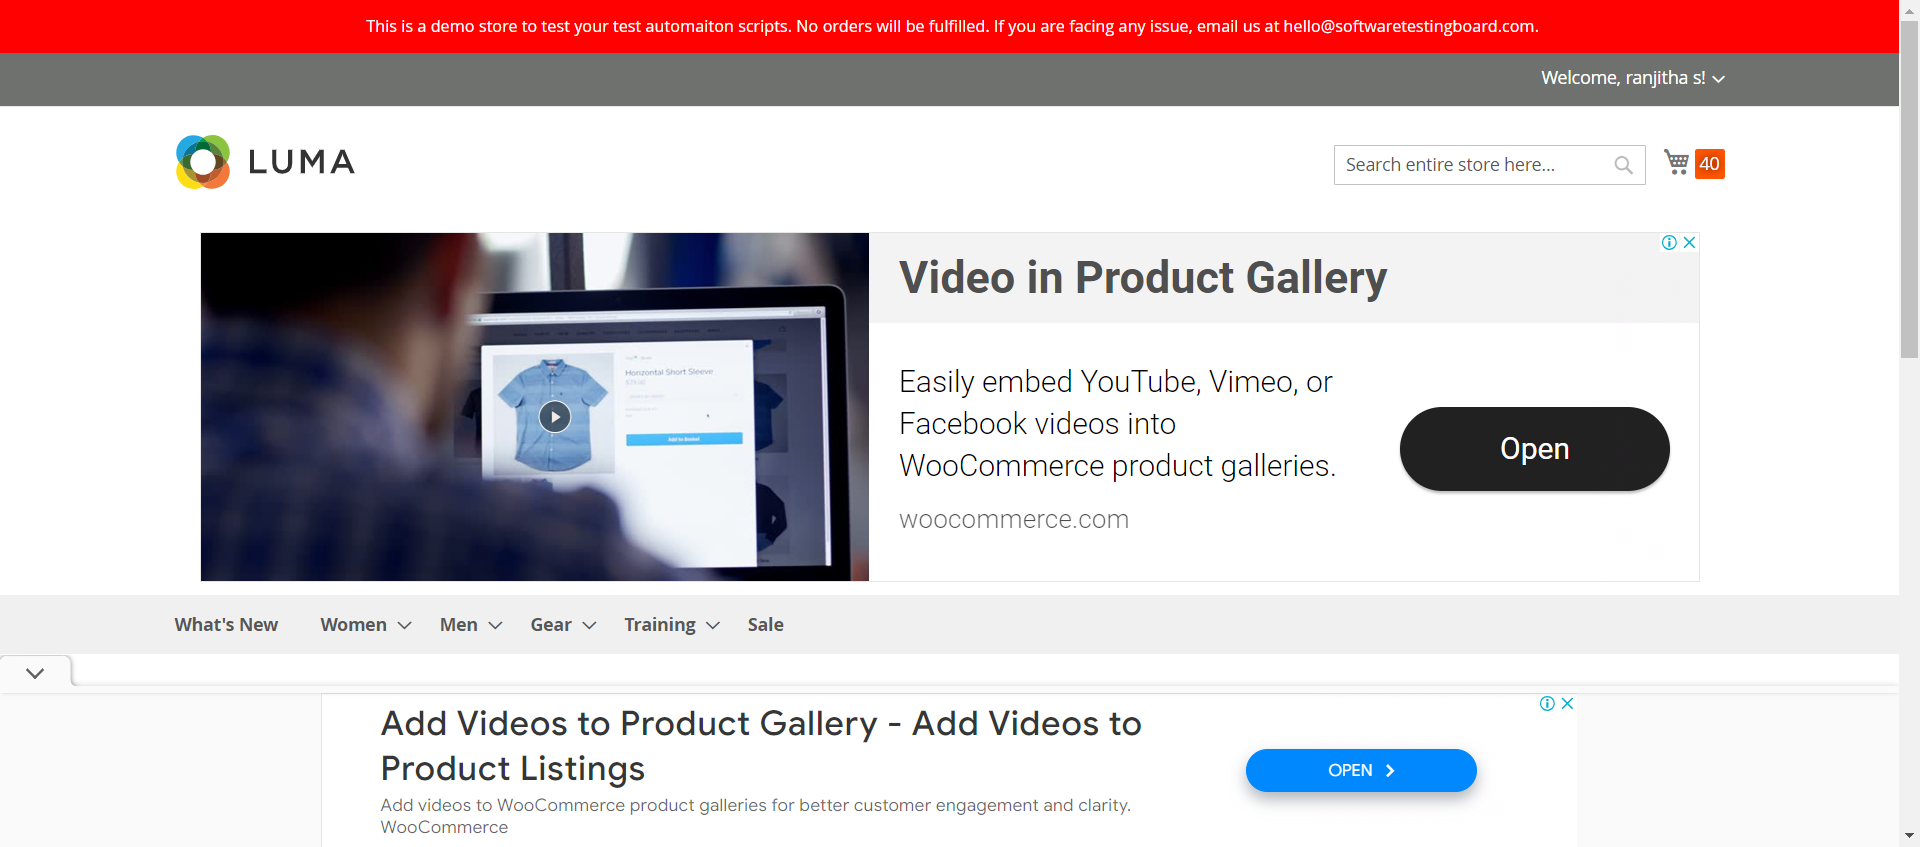 This is a demo store to test your test automaiton scripts. No orders will be fulfilled. If you are facing any issue, email us at hello@softwaretestingboard.com.
Welcome, ranjitha s!
LUMA
Search entire store here...
40
Video in Product Gallery
Horizontal Short Sleeve
Add to Basket
Easily embed YouTube, Vimeo, or
Facebook videos into
WooCommerce product galleries.
woocommerce.com
Open
What's New Women Men Gear Training Sale
Add Videos to Product Gallery - Add Videos to
Product Listings
Add videos to WooCommerce product galleries for better customer engagement and clarity.
WooCommerce
OPEN